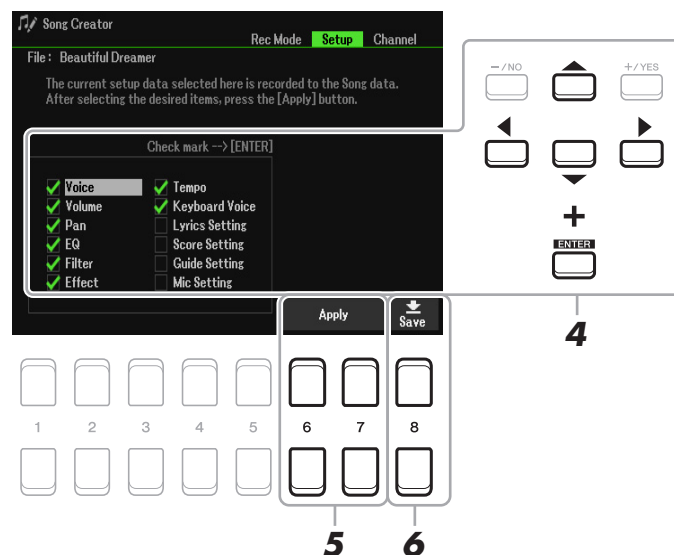 Song Creator
Rec Mode Setup Channel
File : Beautiful Dreamer
The current setup data selected here is recorded to the Song data.
After selecting the desired items, press the [Apply] button.
Check mark --> [ENTER]
Voice Tempo
Volume Keyboard Voice
Pan Lyrics Setting
EQ Score Setting
Filter Guide Setting
Effect Mic Setting
Apply Save
-/NO +/YES
+
ENTER
4
1 2 3 4 5 6 7 8
5 6